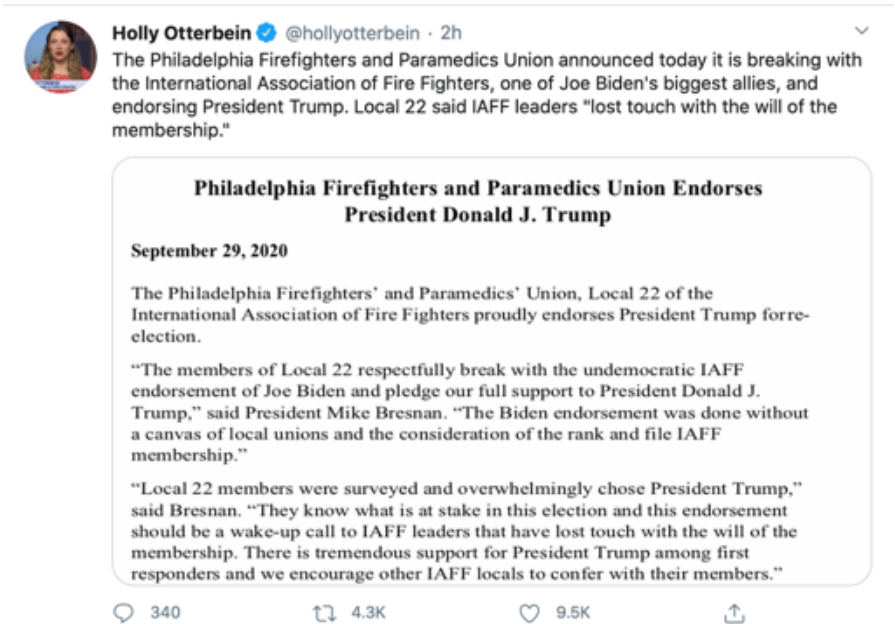 Holly Otterbein @hollyotterbein · 2h
The Philadelphia Firefighters and Paramedics Union announced today it is breaking with
the International Association of Fire Fighters, one of Joe Biden's biggest allies, and
endorsing President Trump. Local 22 said IAFF leaders "lost touch with the will of the
membership."
Philadelphia Firefighters and Paramedics Union Endorses
President Donald J. Trump
September 29, 2020
The Philadelphia Firefighters' and Paramedics' Union, Local 22 of the
International Association of Fire Fighters proudly endorses President Trump forre-
election.
“The members of Local 22 respectfully break with the undemocratic IAFF
endorsement of Joe Biden and pledge our full support to President Donald J.
Trump,” said President Mike Bresnan. “The Biden endorsement was done without
a canvas of local unions and the consideration of the rank and file IAFF
membership.”
“Local 22 members were surveyed and overwhelmingly chose President Trump,”
said Bresnan. “They know what is at stake in this election and this endorsement
should be a wake-up call to IAFF leaders that have lost touch with the will of the
membership. There is tremendous support for President Trump among first
responders and we encourage other IAFF locals to confer with their members.”
340 4.3K 9.5K